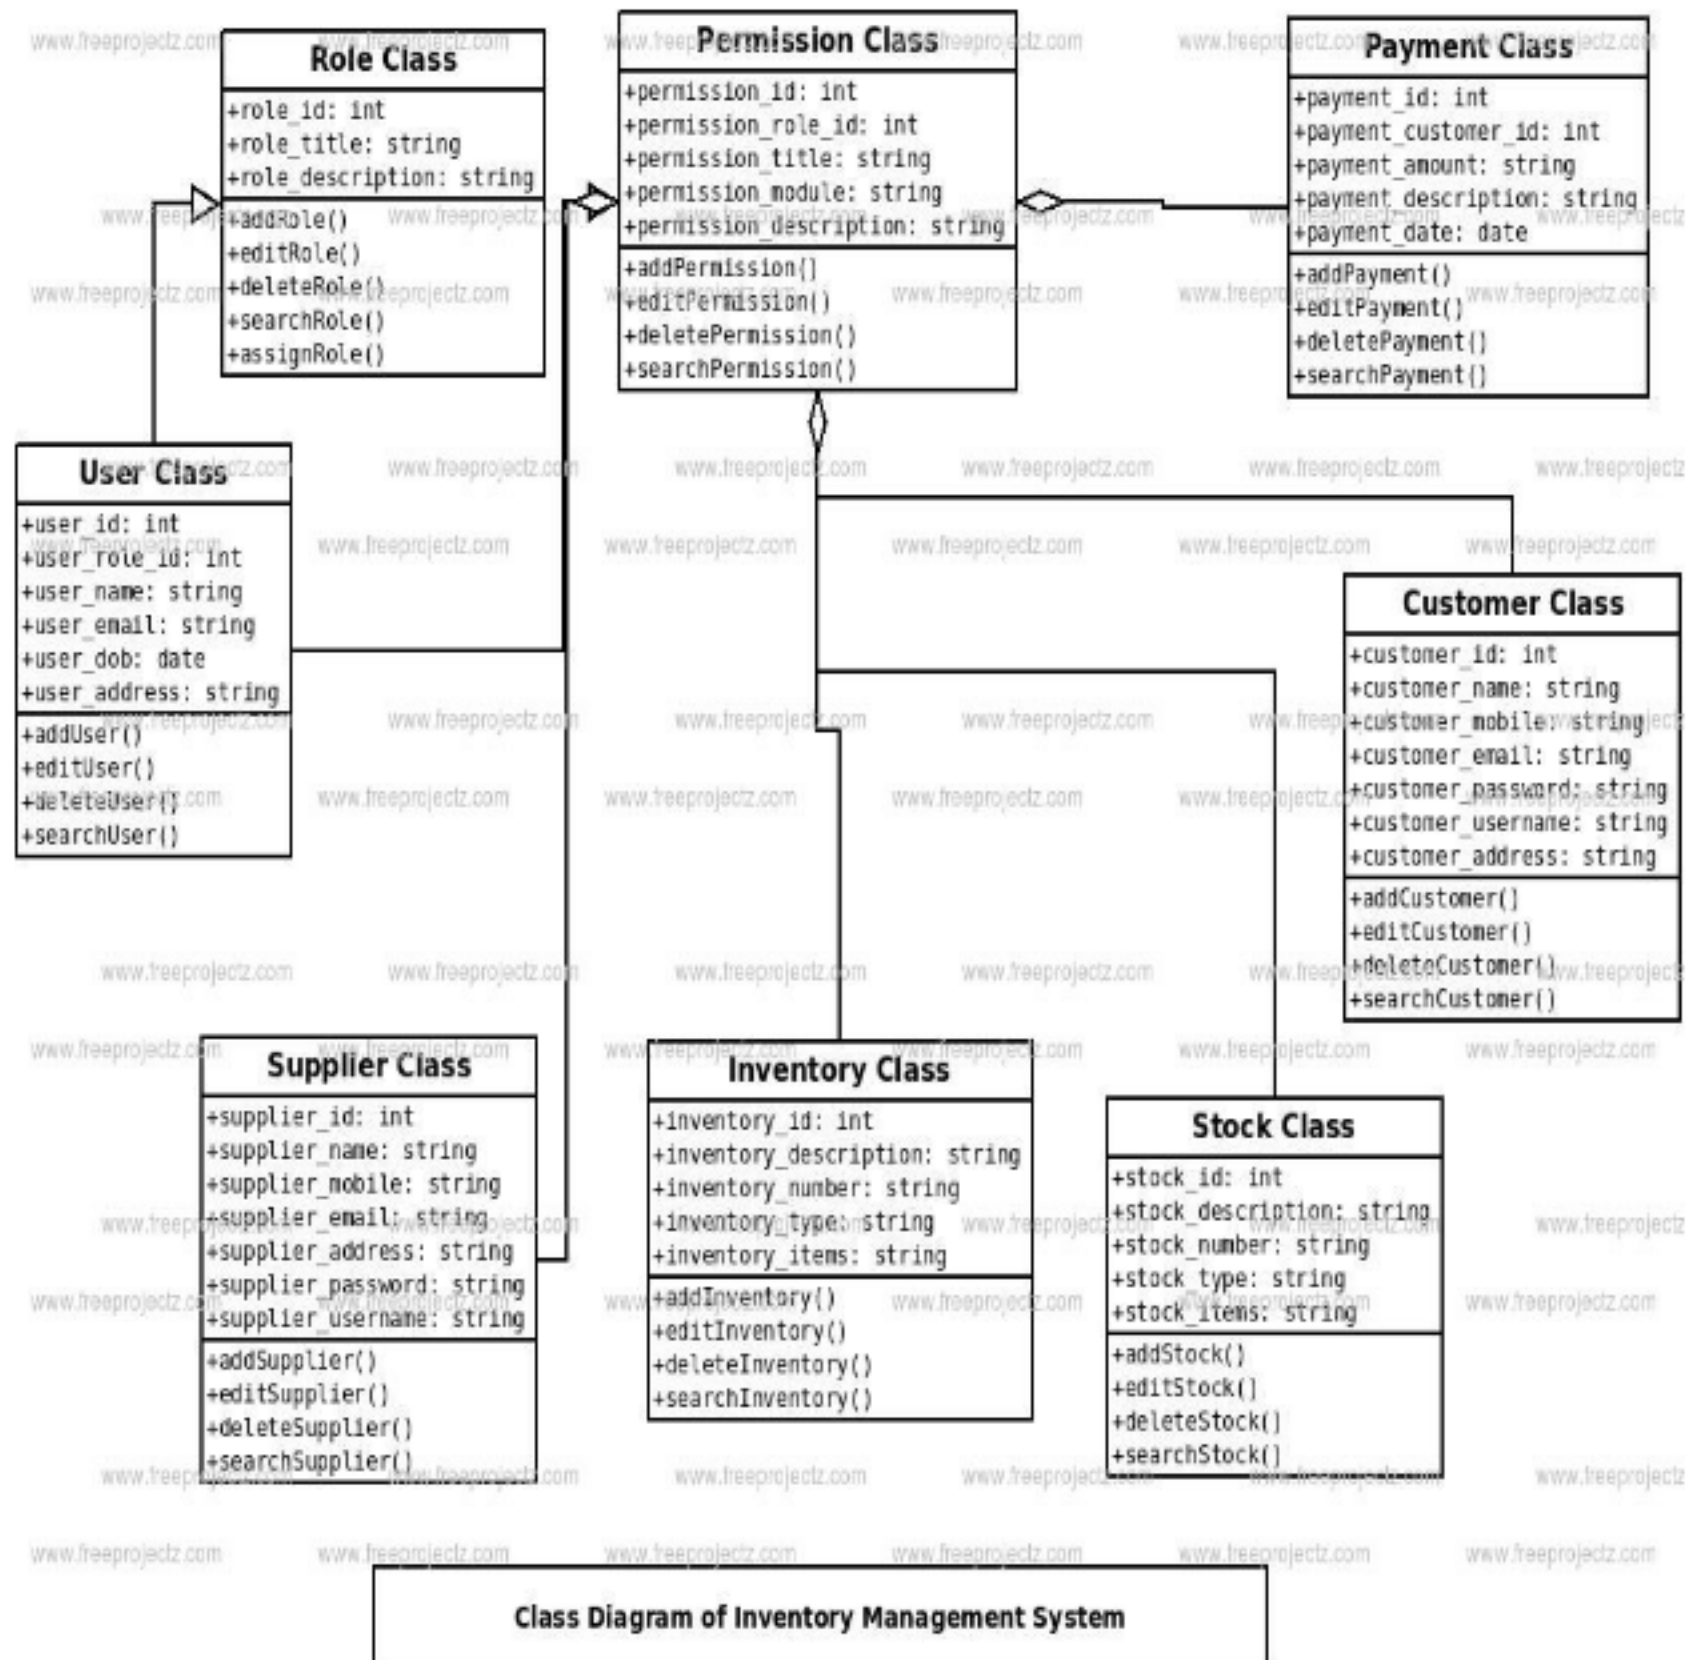 Role Class
+role_id: int
+role_title: string
+role_description: string
+addRole()
+editRole()
+deleteRole()
+searchRole()
+assignRole()
Permission Class
+permission_id: int
+permission_role_id: int
+permission_title: string
+permission_module: string
+permission_description: string
+addPermission()
+editPermission()
+deletePermission()
+searchPermission()
Payment Class
+payment_id: int
+payment_customer_id: int
+payment_amount: string
+payment_description: string
+payment_date: date
+addPayment()
+editPayment()
+deletePayment()
+searchPayment()
User Class
+user_id: int
+user_role_id: int
+user_name: string
+user_email: string
+user_dob: date
+user_address: string
+addUser()
+editUser()
+deleteUser()
+searchUser()
Customer Class
+customer_id: int
+customer_name: string
+customer_mobile: string
+customer_email: string
+customer_password: string
+customer_username: string
+customer_address: string
+addCustomer()
+editCustomer()
+deleteCustomer()
+searchCustomer()
Supplier Class
+supplier_id: int
+supplier_name: string
+supplier_mobile: string
+supplier_email: string
+supplier_address: string
+supplier_password: string
+supplier_username: string
+addSupplier()
+editSupplier()
+deleteSupplier()
+searchSupplier()
Inventory Class
+inventory_id: int
+inventory_description: string
+inventory_number: string
+inventory_type: string
+inventory_items: string
+addInventory()
+editInventory()
+deleteInventory()
+searchInventory()
Stock Class
+stock_id: int
+stock_description: string
+stock_number: string
+stock_type: string
+stock_items: string
+addStock()
+editStock()
+deleteStock()
+searchStock()
Class Diagram of Inventory Management System
www.freeprojectz.com